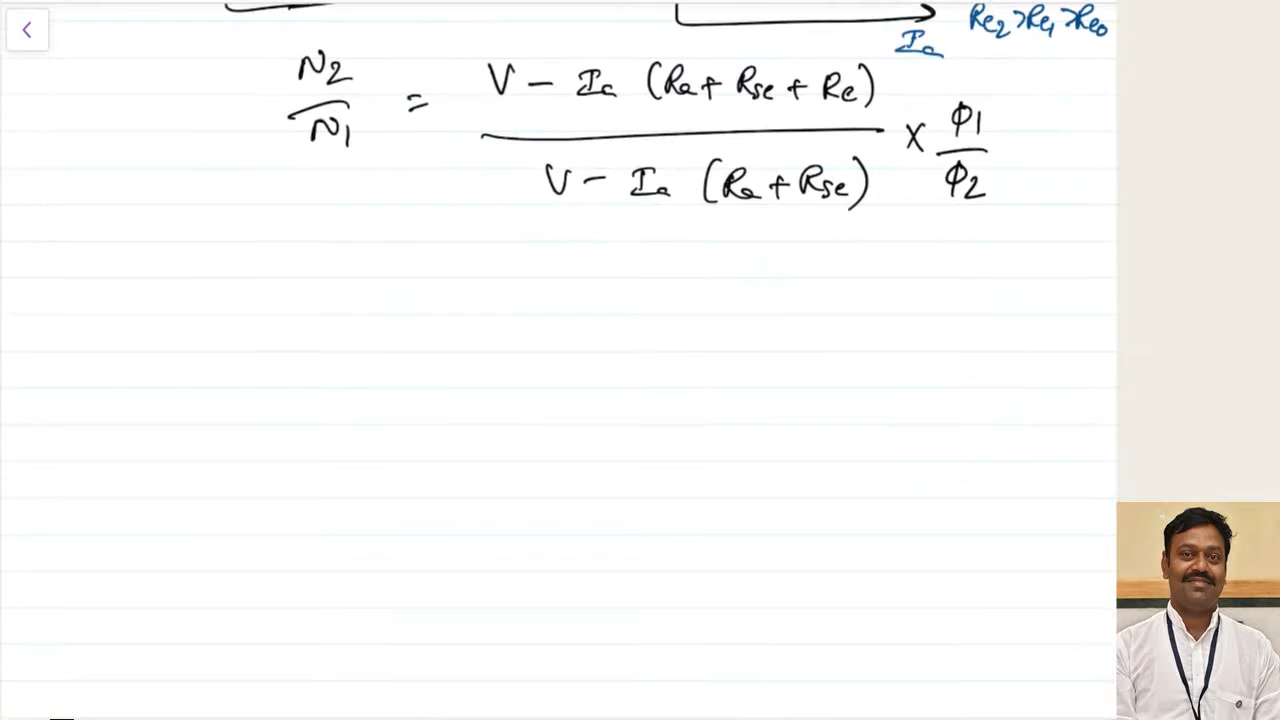 Re₂ > Re₁ > Re₀
Ia
N₂/N₁ = (V - Ia (Ra + Rse + Re)) / (V - Ia (Ra + Rse)) × Φ₁/Φ₂